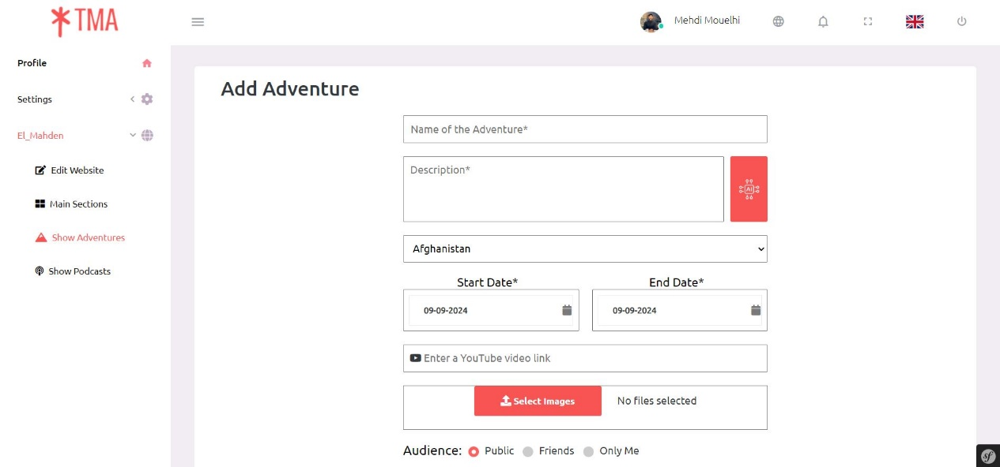 TMA
Mehdi Mouelhi
Profile
Settings
El_Mahden
Edit Website
Main Sections
Show Adventures
Show Podcasts
Add Adventure
Name of the Adventure*
Description*
AI
Afghanistan
Start Date* End Date*
09-09-2024 09-09-2024
Enter a YouTube video link
Select Images No files selected
Audience: Public Friends Only Me
sf